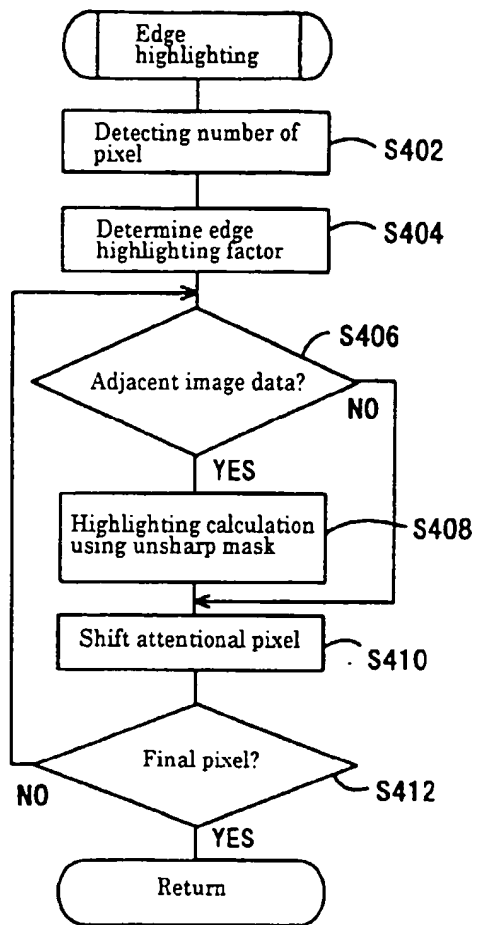 Edge
highlighting
Detecting number of
pixel
S402
Determine edge
highlighting factor
S404
S406
Adjacent image data?
NO
YES
Highlighting calculation
using unsharp mask
S408
Shift attentional pixel
S410
Final pixel?
S412
NO
YES
Return